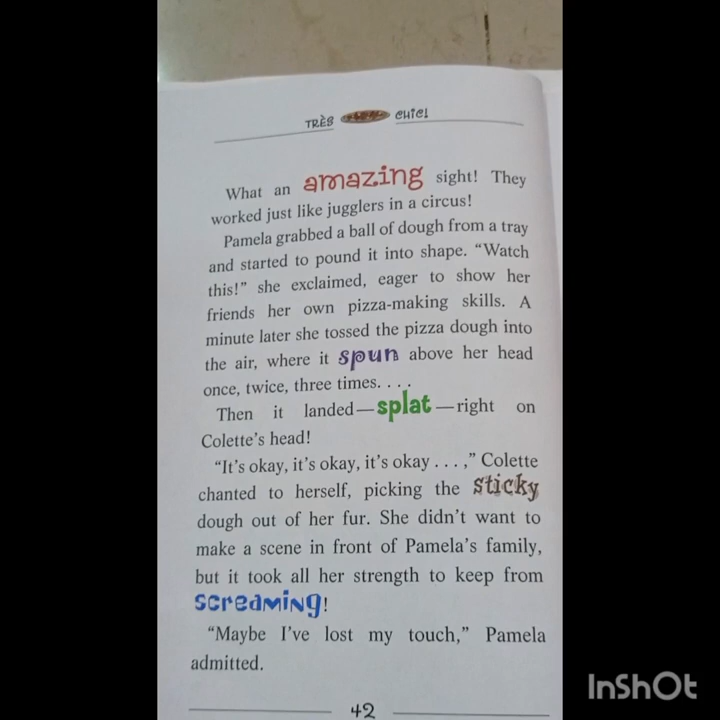 TRÈS CHIC!
What an amazing sight! They
worked just like jugglers in a circus!
Pamela grabbed a ball of dough from a tray
and started to pound it into shape. “Watch
this!” she exclaimed, eager to show her
friends her own pizza-making skills. A
minute later she tossed the pizza dough into
the air, where it spun above her head
once, twice, three times. . . .
Then it landed—splat—right on
Colette’s head!
“It’s okay, it’s okay, it’s okay . . . ,” Colette
chanted to herself, picking the sticky
dough out of her fur. She didn’t want to
make a scene in front of Pamela’s family,
but it took all her strength to keep from
screaming!
“Maybe I’ve lost my touch,” Pamela
admitted.
42
InShOt